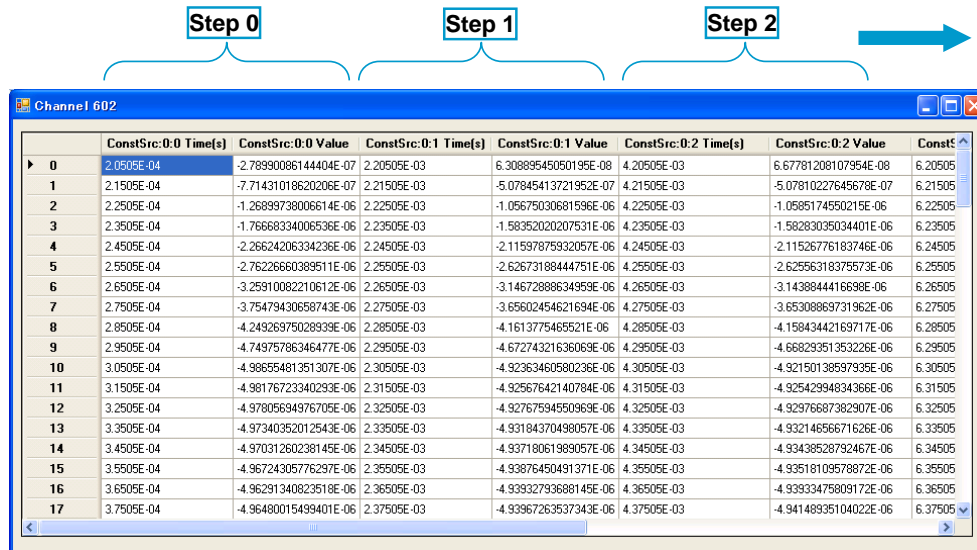 Step 0 Step 1 Step 2
Channel 602
ConstSrc:0:0 Time(s) ConstSrc:0:0 Value ConstSrc:0:1 Time(s) ConstSrc:0:1 Value ConstSrc:0:2 Time(s) ConstSrc:0:2 Value ConstS
0 2.0505E-04 -2.78990086144404E-07 2.20505E-03 6.30889545050195E-08 4.20505E-03 6.67781208107954E-08 6.20505
1 2.1505E-04 -7.71431018620206E-07 2.21505E-03 -5.07845413721952E-07 4.21505E-03 -5.07810227645678E-07 6.21505
2 2.2505E-04 -1.26899738006614E-06 2.22505E-03 -1.05675030681596E-06 4.22505E-03 -1.0585174550215E-06 6.22505
3 2.3505E-04 -1.76668334006536E-06 2.23505E-03 -1.58352020207531E-06 4.23505E-03 -1.58283035034401E-06 6.23505
4 2.4505E-04 -2.26624206334236E-06 2.24505E-03 -2.11597875932057E-06 4.24505E-03 -2.11526776183746E-06 6.24505
5 2.5505E-04 -2.76226660389511E-06 2.25505E-03 -2.62673188444751E-06 4.25505E-03 -2.62556318375573E-06 6.25505
6 2.6505E-04 -3.25910082210612E-06 2.26505E-03 -3.14672888634959E-06 4.26505E-03 -3.1438844416698E-06 6.26505
7 2.7505E-04 -3.75479430658743E-06 2.27505E-03 -3.65602454621694E-06 4.27505E-03 -3.65308869731962E-06 6.27505
8 2.8505E-04 -4.24926975028939E-06 2.28505E-03 -4.1613775465521E-06 4.28505E-03 -4.15843442169717E-06 6.28505
9 2.9505E-04 -4.74975786346477E-06 2.29505E-03 -4.67274321636069E-06 4.29505E-03 -4.66829351353226E-06 6.29505
10 3.0505E-04 -4.98655481351307E-06 2.30505E-03 -4.92363460580236E-06 4.30505E-03 -4.92150138597935E-06 6.30505
11 3.1505E-04 -4.98176723340293E-06 2.31505E-03 -4.92567642140784E-06 4.31505E-03 -4.92542994834366E-06 6.31505
12 3.2505E-04 -4.97805694976705E-06 2.32505E-03 -4.92767594550969E-06 4.32505E-03 -4.92976687382907E-06 6.32505
13 3.3505E-04 -4.97340352012543E-06 2.33505E-03 -4.93184370498057E-06 4.33505E-03 -4.93214656671626E-06 6.33505
14 3.4505E-04 -4.97031260238145E-06 2.34505E-03 -4.93718061989057E-06 4.34505E-03 -4.93438528792467E-06 6.34505
15 3.5505E-04 -4.96724305776297E-06 2.35505E-03 -4.93876450491371E-06 4.35505E-03 -4.93518109578872E-06 6.35505
16 3.6505E-04 -4.96291340823518E-06 2.36505E-03 -4.93932793688145E-06 4.36505E-03 -4.93933475809172E-06 6.36505
17 3.7505E-04 -4.96480015499401E-06 2.37505E-03 -4.93967263537343E-06 4.37505E-03 -4.94148935104022E-06 6.37505